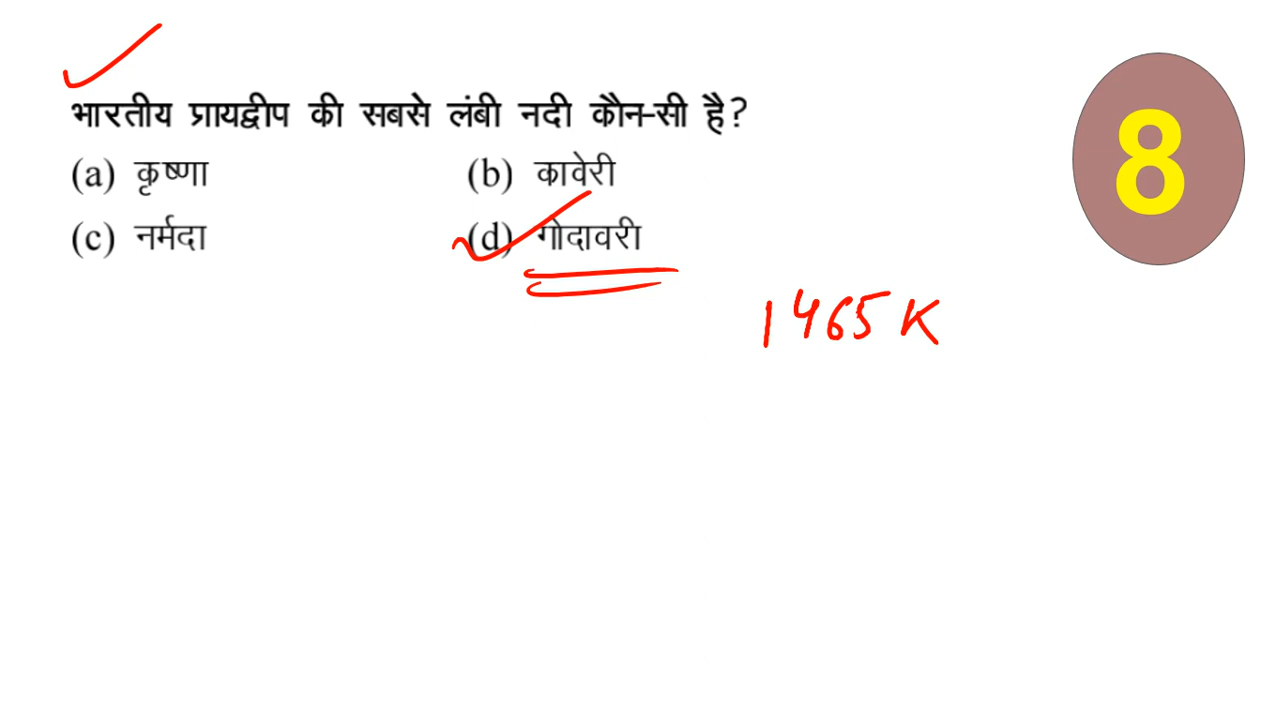 भारतीय प्रायद्वीप की सबसे लंबी नदी कौन-सी है?
(a) कृष्णा (b) कावेरी
(c) नर्मदा (d) गोदावरी
1465 K
8